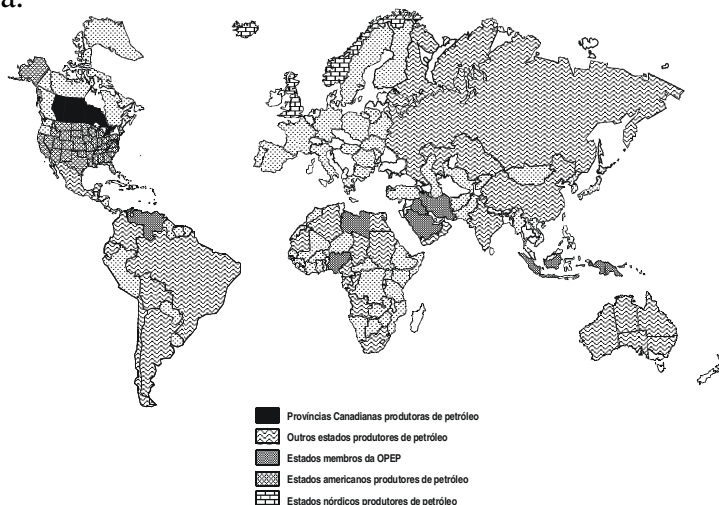 a.
Províncias Canadianas produtoras de petróleo
Outros estados produtores de petróleo
Estados membros da OPEP
Estados americanos produtores de petróleo
Estados nórdicos produtores de petróleo